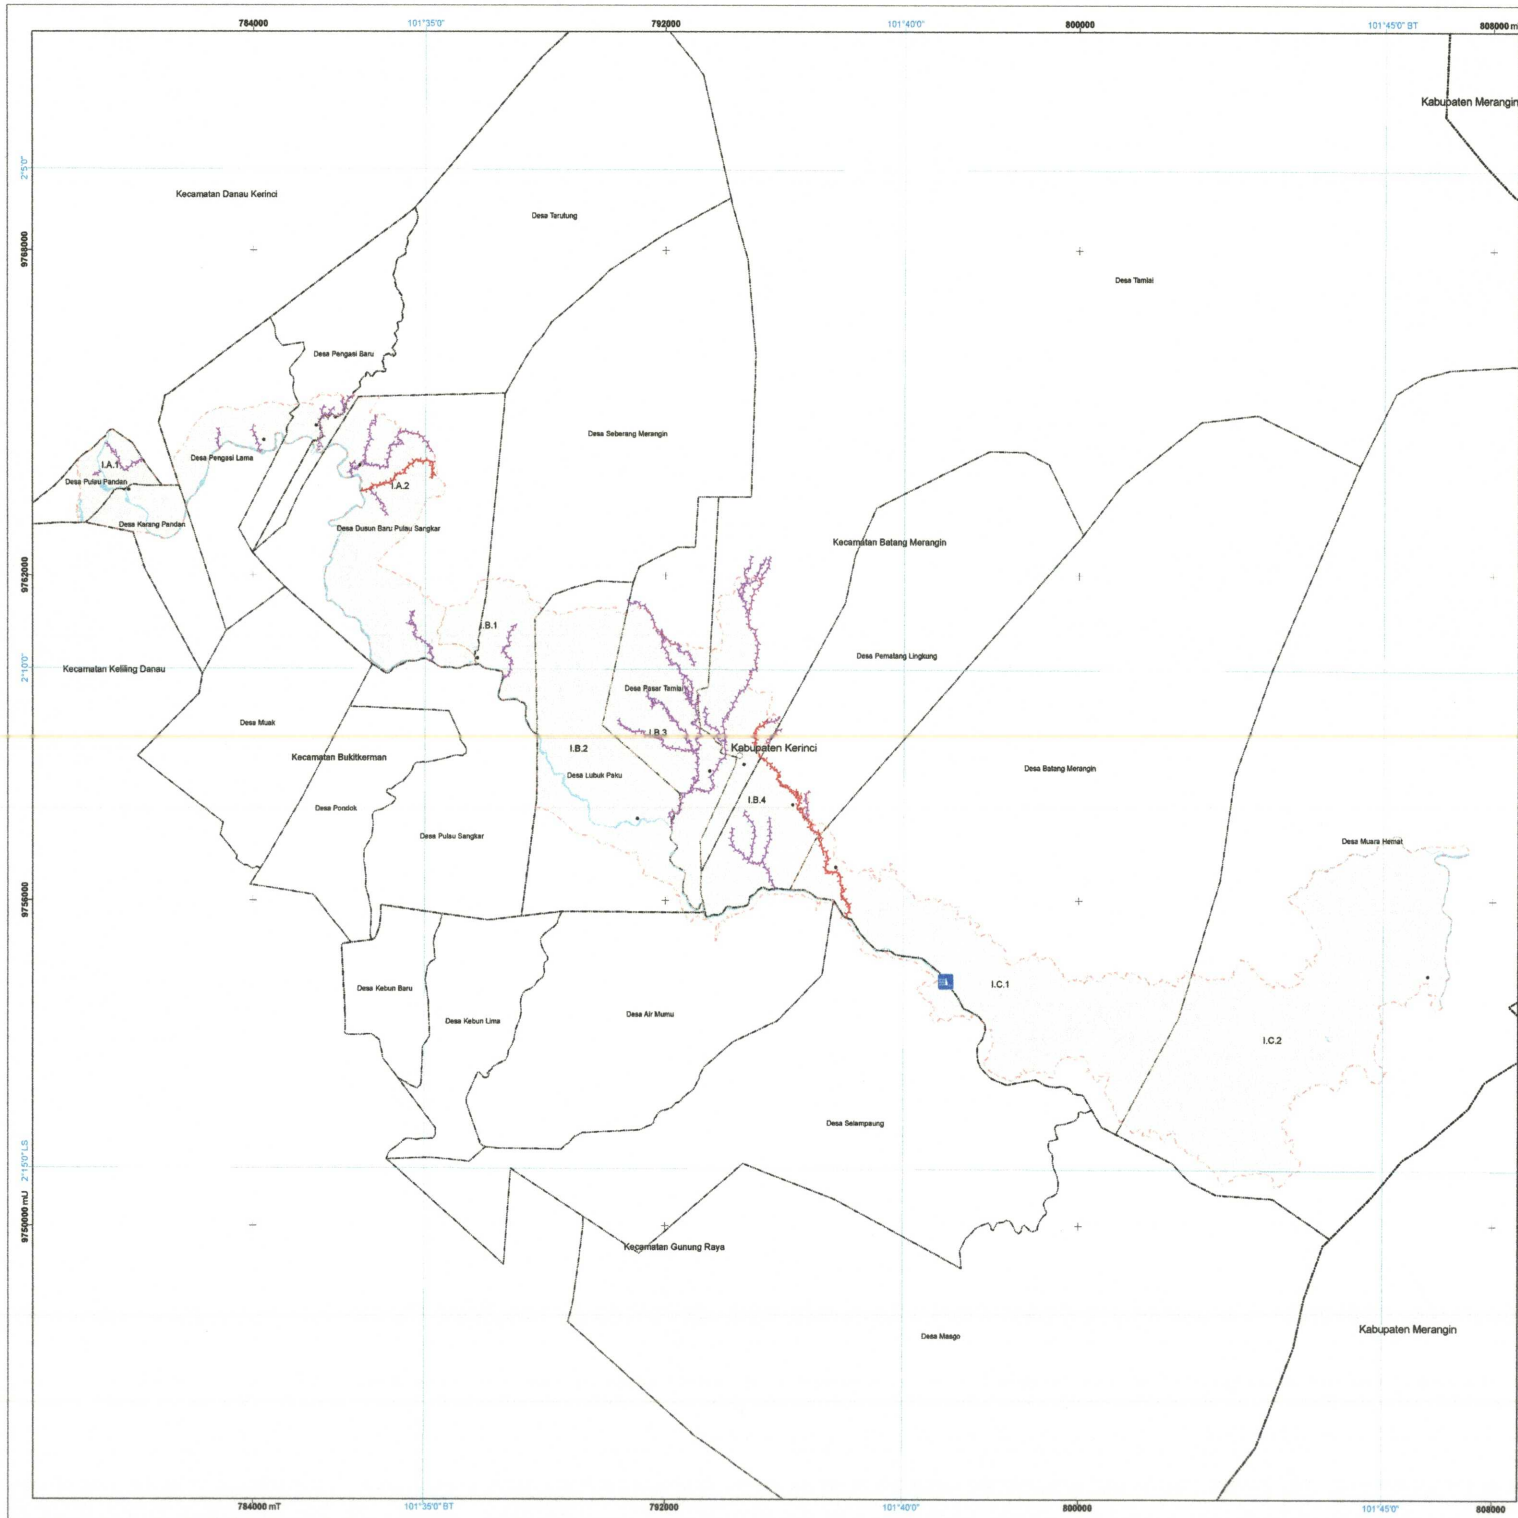 784000
101°35'0"
792000
101°40'0"
800000
101°45'0" BT
808000 m
Kabupaten Merangin
2°5'0"
Kecamatan Danau Kerinci
Desa Tarutung
9768000
Desa Tamiai
Desa Pengasi Baru
Desa Seberang Merangin
Desa Pengasi Lama
I.A.1
Desa Pulau Pandan
I.A.2
Desa Karang Pandan
Desa Dusun Baru Pulau Sangkar
Kecamatan Batang Merangin
9762000
I.B.1
Desa Pematang Lingkung
Kecamatan Keliling Danau
2°10'0"
Desa Pasar Tamiai
Desa Muak
I.B.3
I.B.2
Kabupaten Kerinci
Kecamatan Bukitkerman
Desa Batang Merangin
Desa Lubuk Paku
I.B.4
Desa Pondok
Desa Pulau Sangkar
Desa Muara Hemat
9756000
Desa Kebun Baru
I.C.1
Desa Kebun Lima
Desa Air Mumu
I.C.2
Desa Selampaung
2°15'0" LS
9750000 mU
Kecamatan Gunung Raya
Desa Masgo
Kabupaten Merangin
784000 mT
101°35'0" BT
792000
101°40'0"
800000
101°45'0"
808000